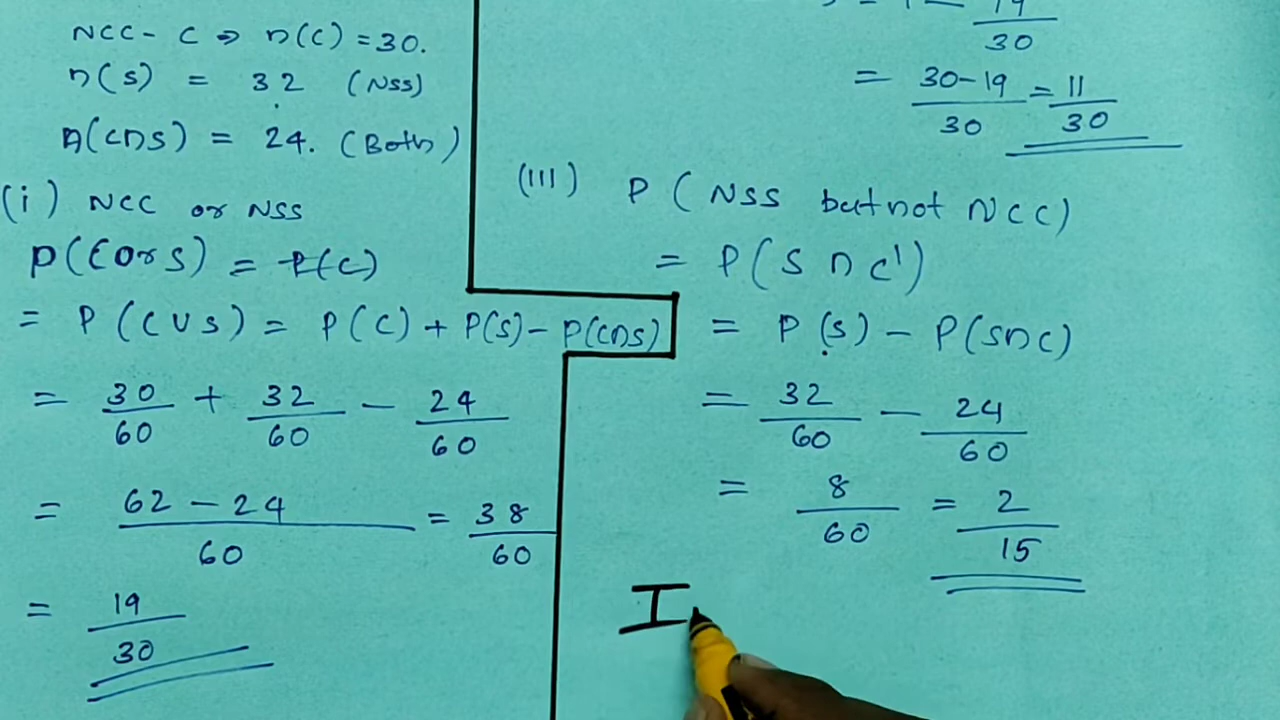 NCC - C ⇒ n(C) = 30.
n(S) = 32 (NSS)
n(C∩S) = 24. (Both)
(i) NCC or NSS
P(C or S) = P(C)
= P(C∪S) = P(C) + P(S) - P(C∩S)
= 30/60 + 32/60 - 24/60
= 62 - 24/60 = 38/60
= 19/30
19/30
= 30-19/30 = 11/30
(III) P(NSS but not NCC)
= P(S∩C')
= P(S) - P(S∩C)
= 32/60 - 24/60
= 8/60 = 2/15
I